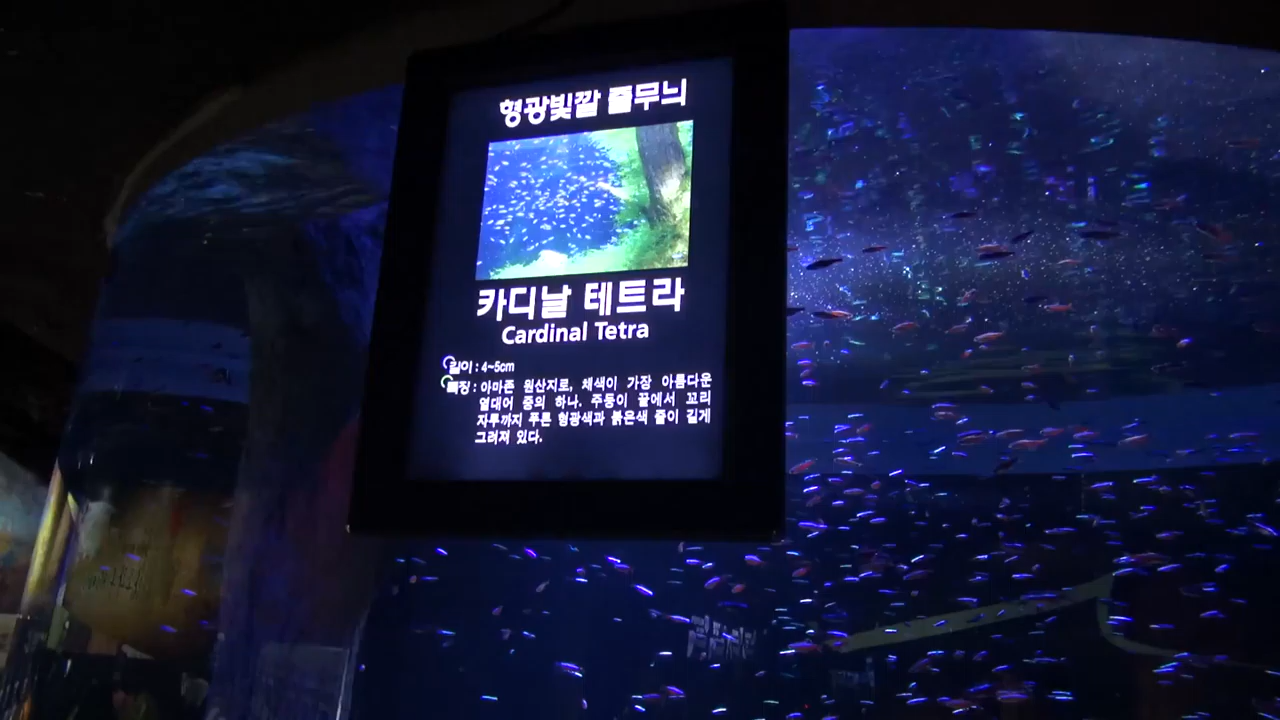 형광빛깔 줄무늬
카디날 테트라
Cardinal Tetra
길이 : 4~5cm
특징 : 아마존 원산지로, 채색이 가장 아름다운
열대어 중의 하나. 주둥이 끝에서 꼬리
자루까지 푸른 형광색과 붉은색 줄이 길게
그려져 있다.